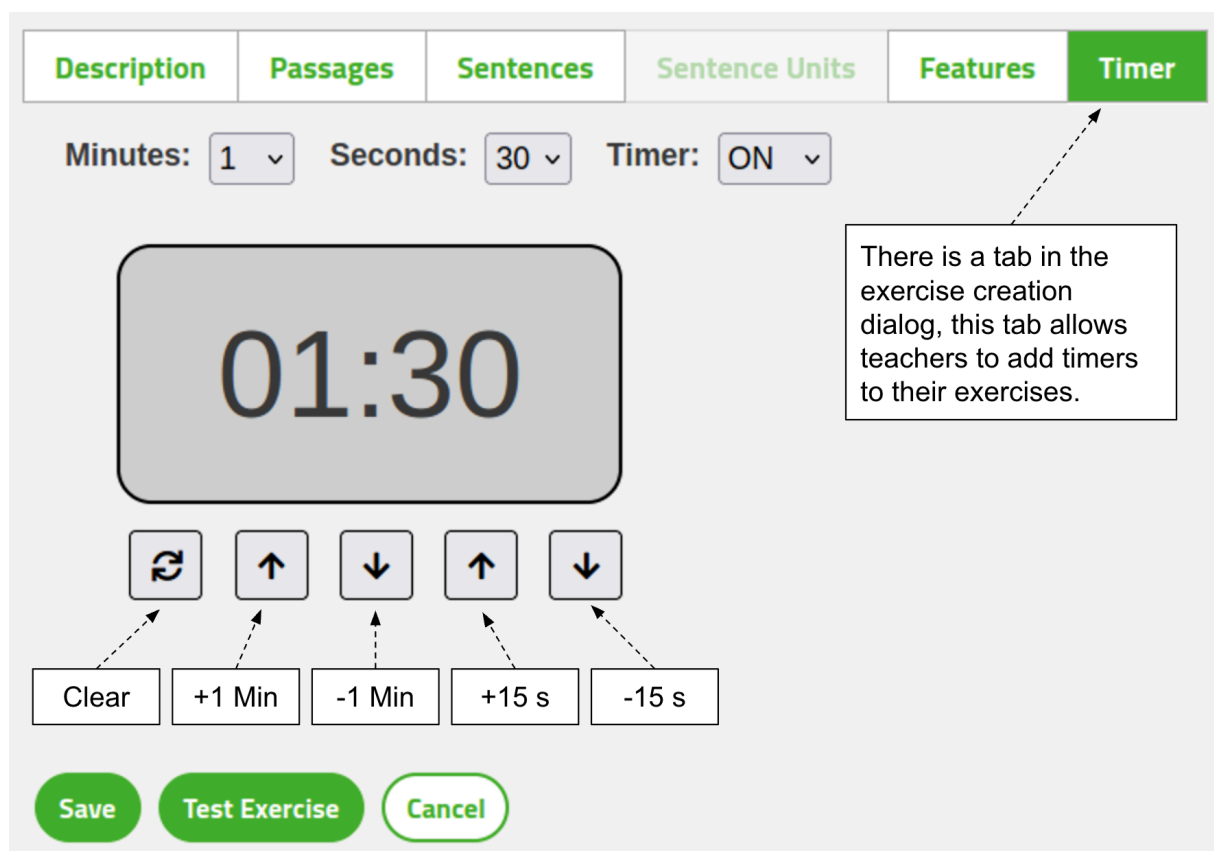 Description Passages Sentences Sentence Units Features Timer
Minutes: 1 Seconds: 30 Timer: ON
There is a tab in the
exercise creation
dialog, this tab allows
teachers to add timers
to their exercises.
01:30
Clear +1 Min -1 Min +15 s -15 s
Save Test Exercise Cancel